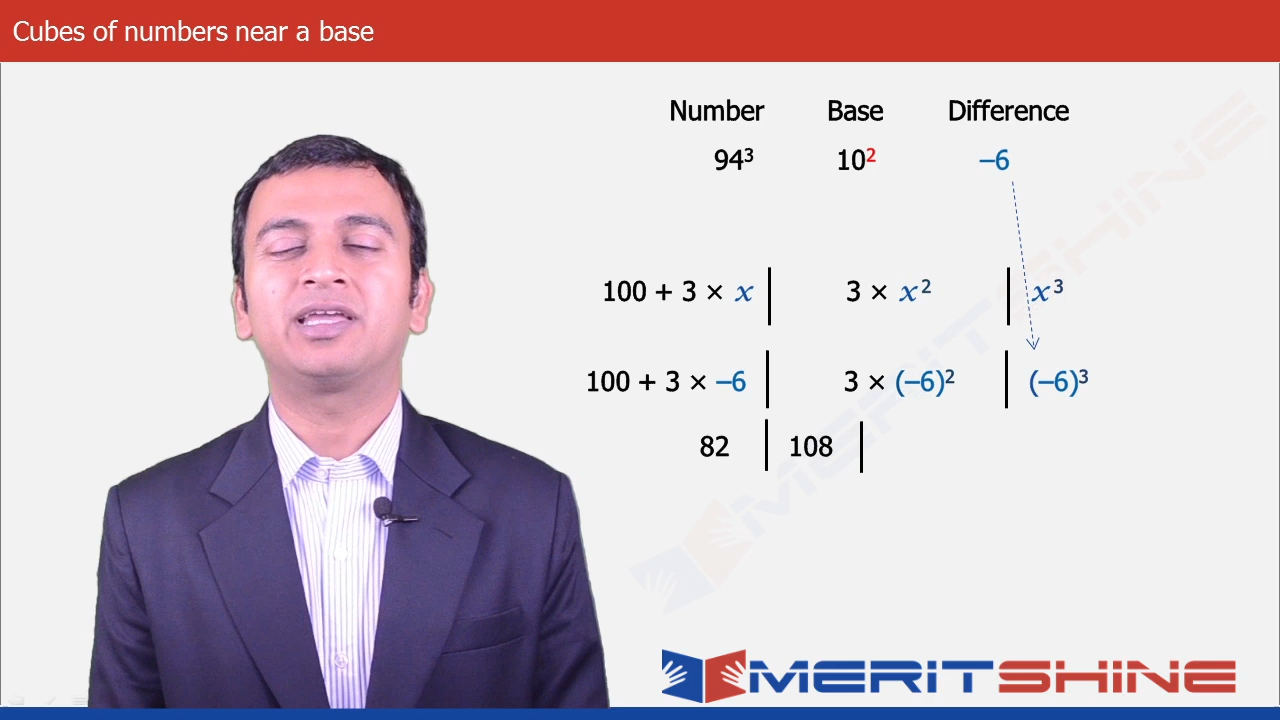 Cubes of numbers near a base
Number Base Difference
94³ 10² –6
100 + 3 × x | 3 × x² | x³
100 + 3 × –6 | 3 × (–6)² | (–6)³
82 | 108 |
MERITSHINE
MERITSHINE